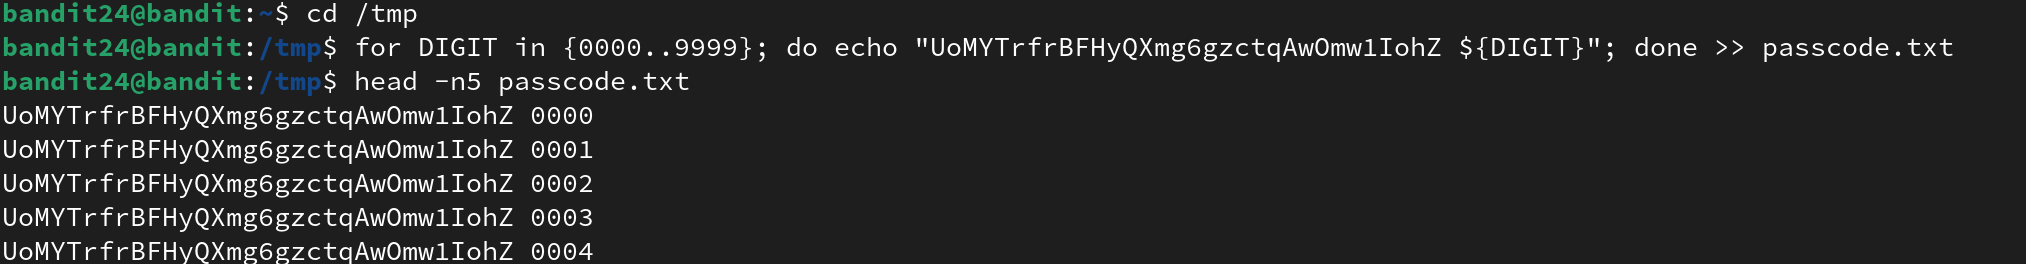 bandit24@bandit:~$ cd /tmp
bandit24@bandit:/tmp$ for DIGIT in {0000..9999}; do echo "UoMYTrfrBFHyQXmg6gzctqAwOmw1IohZ ${DIGIT}"; done >> passcode.txt
bandit24@bandit:/tmp$ head -n5 passcode.txt
UoMYTrfrBFHyQXmg6gzctqAwOmw1IohZ 0000
UoMYTrfrBFHyQXmg6gzctqAwOmw1IohZ 0001
UoMYTrfrBFHyQXmg6gzctqAwOmw1IohZ 0002
UoMYTrfrBFHyQXmg6gzctqAwOmw1IohZ 0003
UoMYTrfrBFHyQXmg6gzctqAwOmw1IohZ 0004